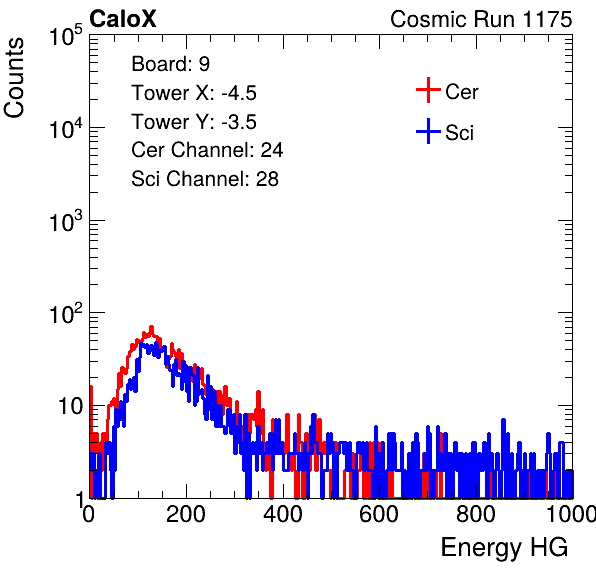 CaloX Cosmic Run 1175
Counts
10^5
10^4
10^3
10^2
10
1
Board: 9
Tower X: -4.5
Tower Y: -3.5
Cer Channel: 24
Sci Channel: 28
Cer
Sci
0 200 400 600 800 1000
Energy HG